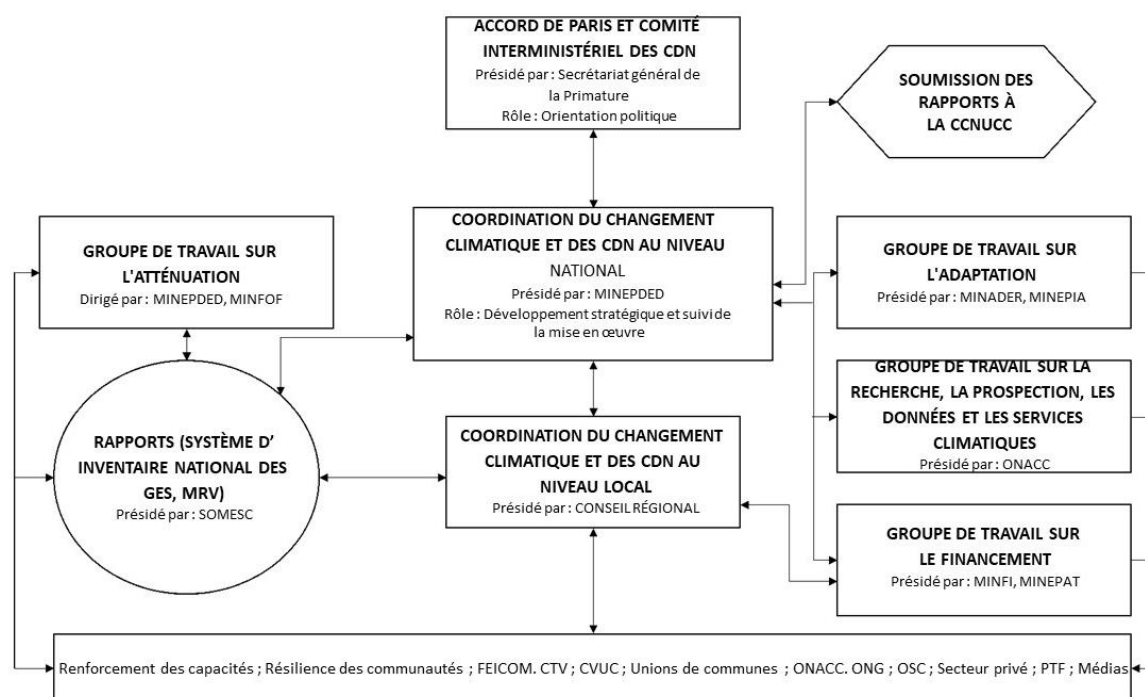 ACCORD DE PARIS ET COMITÉ
INTERMINISTÉRIEL DES CDN
Présidé par : Secrétariat général de
la Primature
Rôle : Orientation politique
SOUMISSION DES
RAPPORTS À
LA CCNUCC
GROUPE DE TRAVAIL SUR
L'ATTÉNUATION
Dirigé par : MINEPDED, MINFOF
COORDINATION DU CHANGEMENT
CLIMATIQUE ET DES CDN AU NIVEAU
NATIONAL
Présidé par : MINEPDED
Rôle : Développement stratégique et suivi de
la mise en œuvre
GROUPE DE TRAVAIL SUR
L'ADAPTATION
Présidé par : MINADER, MINEPIA
GROUPE DE TRAVAIL SUR LA
RECHERCHE, LA PROSPECTION, LES
DONNÉES ET LES SERVICES
CLIMATIQUES
Présidé par : ONACC
RAPPORTS (SYSTÈME D’
INVENTAIRE NATIONAL DES
GES, MRV)
Présidé par : SOMESC
COORDINATION DU CHANGEMENT
CLIMATIQUE ET DES CDN AU
NIVEAU LOCAL
Présidé par : CONSEIL RÉGIONAL
GROUPE DE TRAVAIL SUR
LE FINANCEMENT
Présidé par : MINFI, MINEPAT
Renforcement des capacités ; Résilience des communautés ; FEICOM. CTV ; CVUC ; Unions de communes ; ONACC. ONG ; OSC ; Secteur privé ; PTF ; Médias